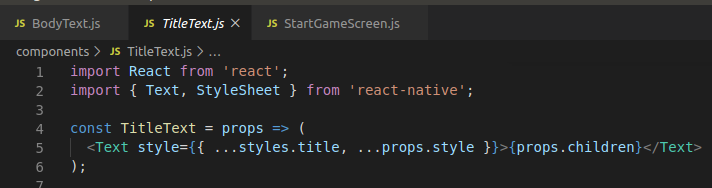 JS BodyText.js JS TitleText.js × JS StartGameScreen.js
components > JS TitleText.js > ...
1 import React from 'react';
2 import { Text, StyleSheet } from 'react-native';
3
4 const TitleText = props => (
5 <Text style={{ ...styles.title, ...props.style }}>{props.children}</Text>
6 );
7